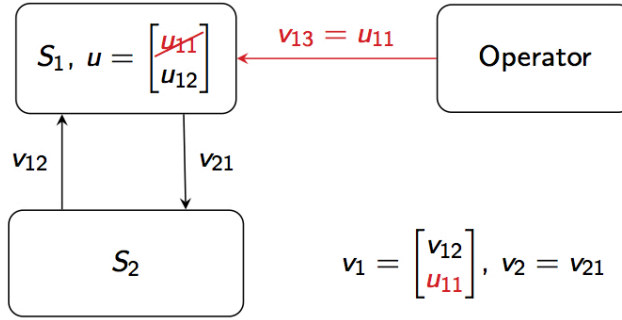 v₁₃ = u₁₁
S₁, u = [u₁₁ u₁₂]
Operator
v₁₂
v₂₁
S₂
v₁ = [v₁₂ u₁₁], v₂ = v₂₁